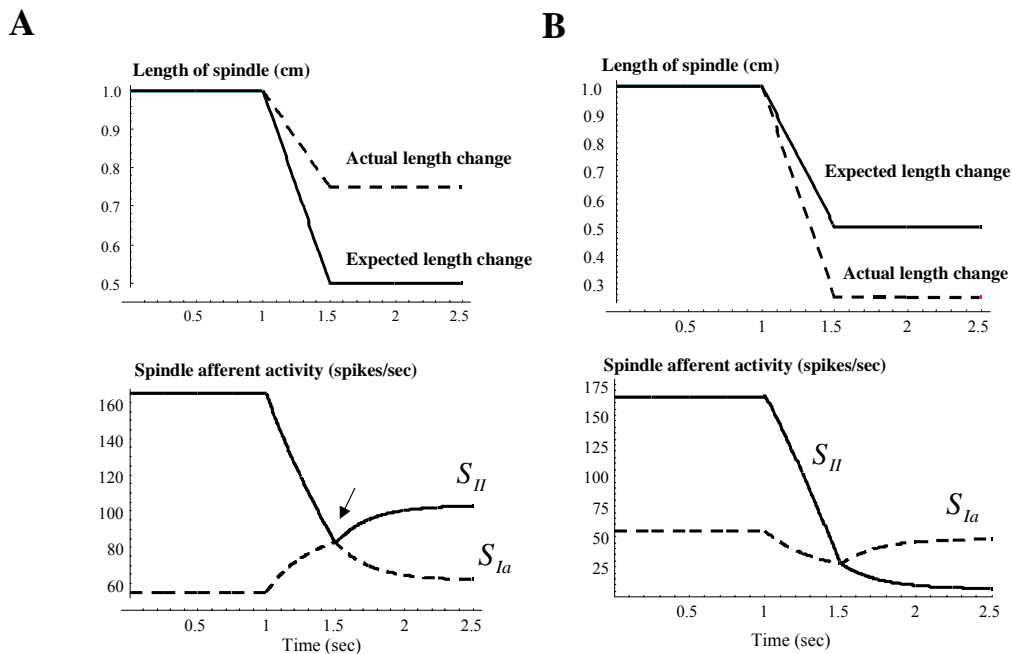 A
Length of spindle (cm)
1.0
0.9
0.8
0.7
0.6
0.5
Actual length change
Expected length change
0.5 1 1.5 2 2.5
Spindle afferent activity (spikes/sec)
160
140
120
100
80
60
S_II
S_Ia
0.5 1 1.5 2 2.5
Time (sec)
B
Length of spindle (cm)
1.0
0.9
0.8
0.7
0.6
0.5
0.4
0.3
Expected length change
Actual length change
0.5 1 1.5 2 2.5
Spindle afferent activity (spikes/sec)
175
150
125
100
75
50
25
S_II
S_Ia
0.5 1 1.5 2 2.5
Time (sec)